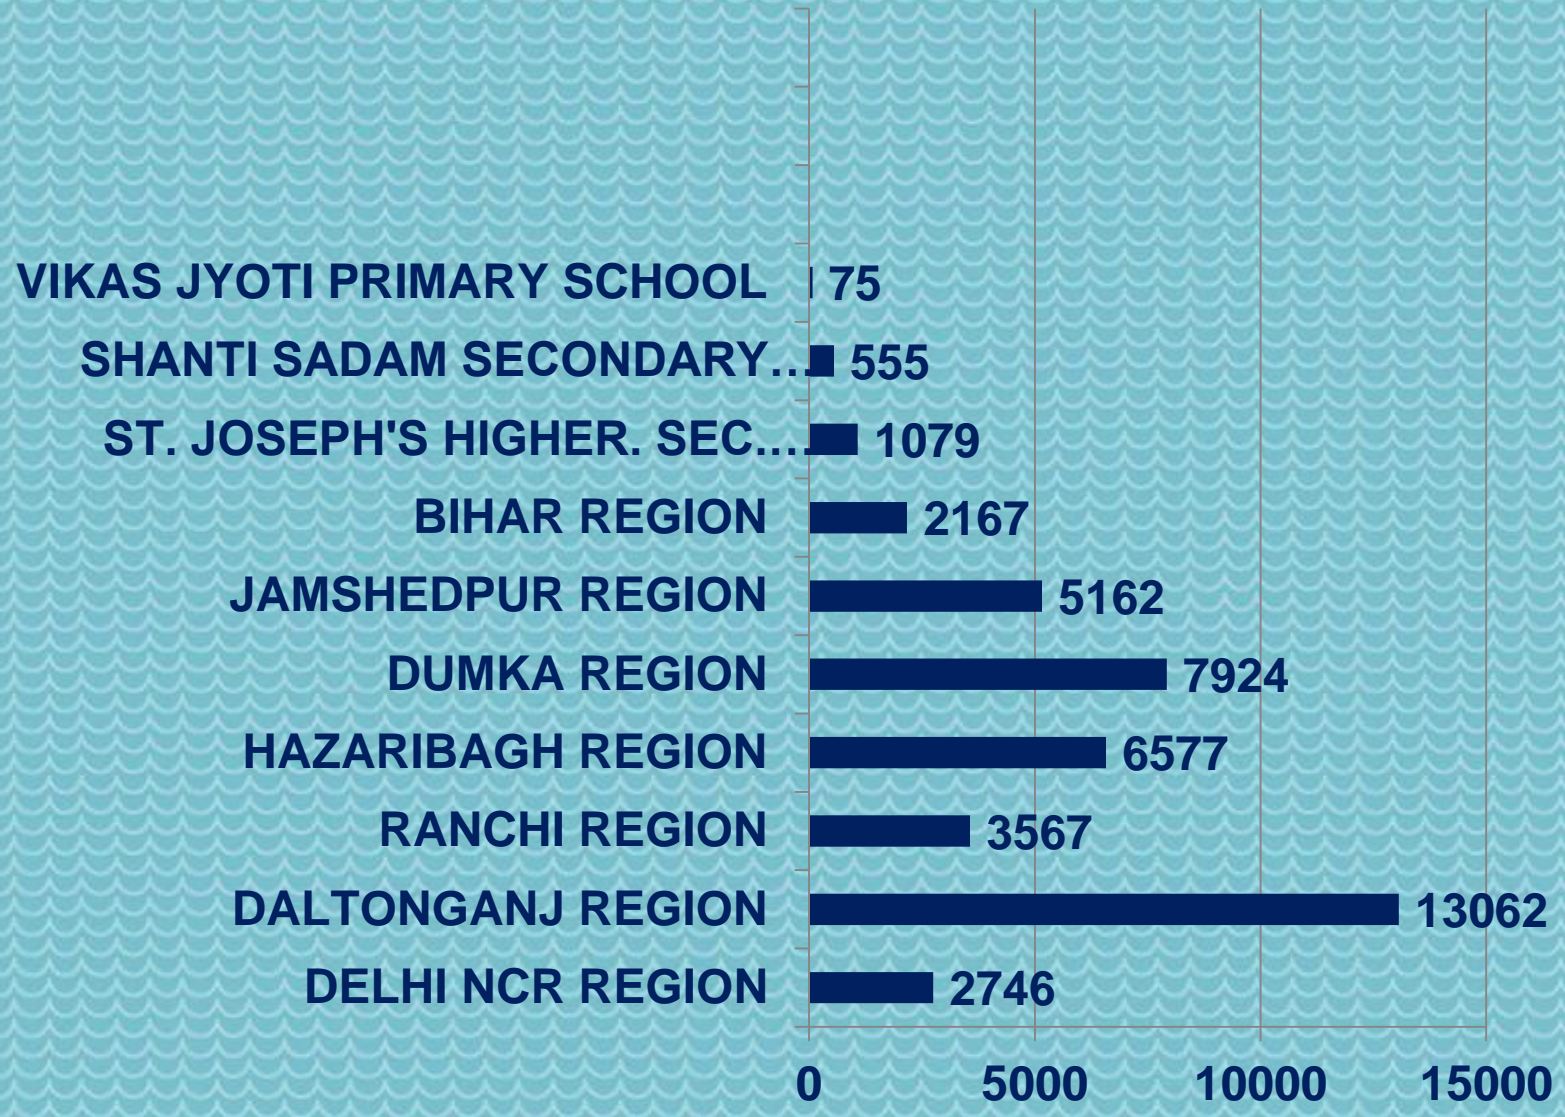 VIKAS JYOTI PRIMARY SCHOOL 75
SHANTI SADAM SECONDARY… 555
ST. JOSEPH'S HIGHER. SEC.… 1079
BIHAR REGION 2167
JAMSHEDPUR REGION 5162
DUMKA REGION 7924
HAZARIBAGH REGION 6577
RANCHI REGION 3567
DALTONGANJ REGION 13062
DELHI NCR REGION 2746
0 5000 10000 15000